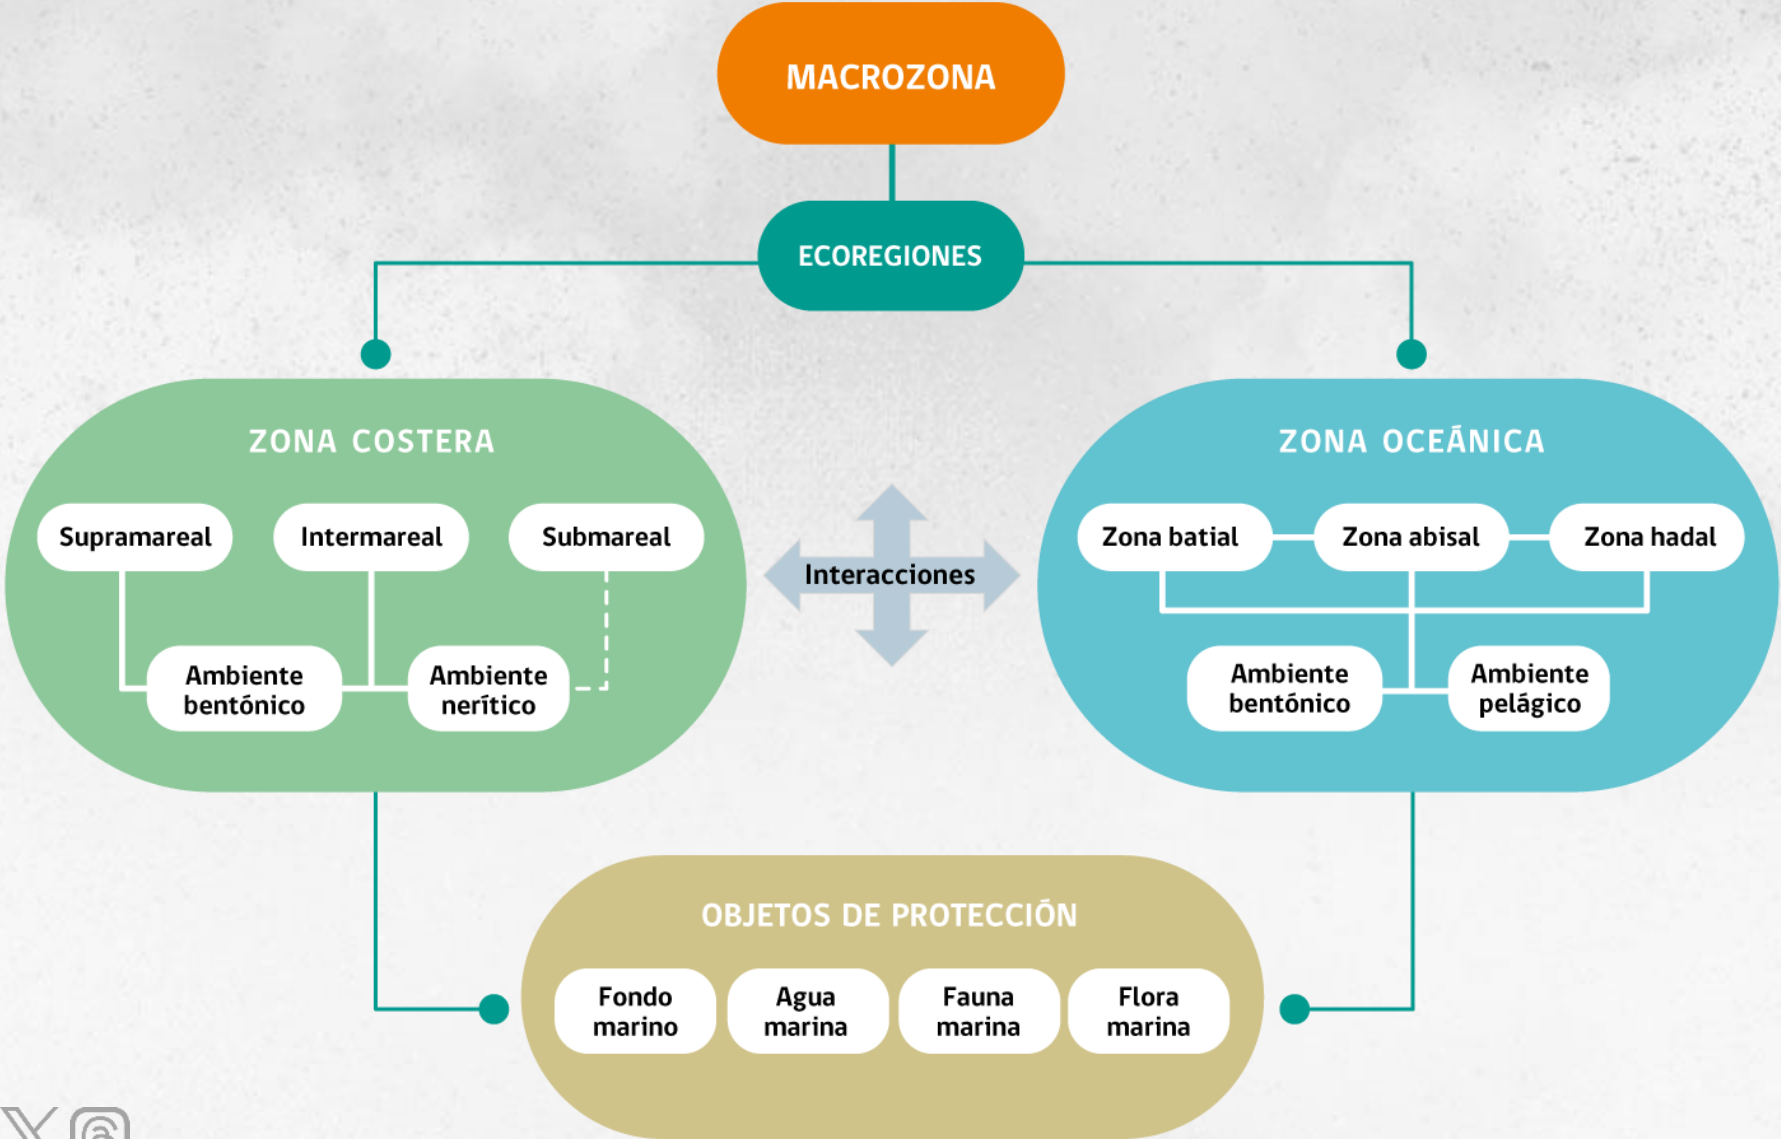 MACROZONA
ECOREGIONES
ZONA COSTERA
Supramareal
Intermareal
Submareal
Ambiente
bentónico
Ambiente
nerítico
Interacciones
ZONA OCEÁNICA
Zona batial
Zona abisal
Zona hadal
Ambiente
bentónico
Ambiente
pelágico
OBJETOS DE PROTECCIÓN
Fondo
marino
Agua
marina
Fauna
marina
Flora
marina